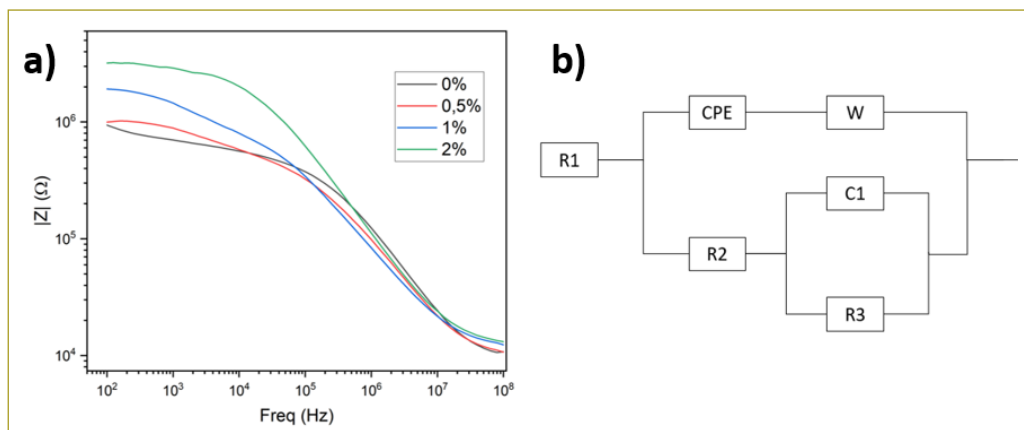 a)
0%
0,5%
1%
2%
10⁶
10⁵
10⁴
|Z| (Ω)
10² 10³ 10⁴ 10⁵ 10⁶ 10⁷ 10⁸
Freq (Hz)
b)
CPE W
R1
C1
R2
R3